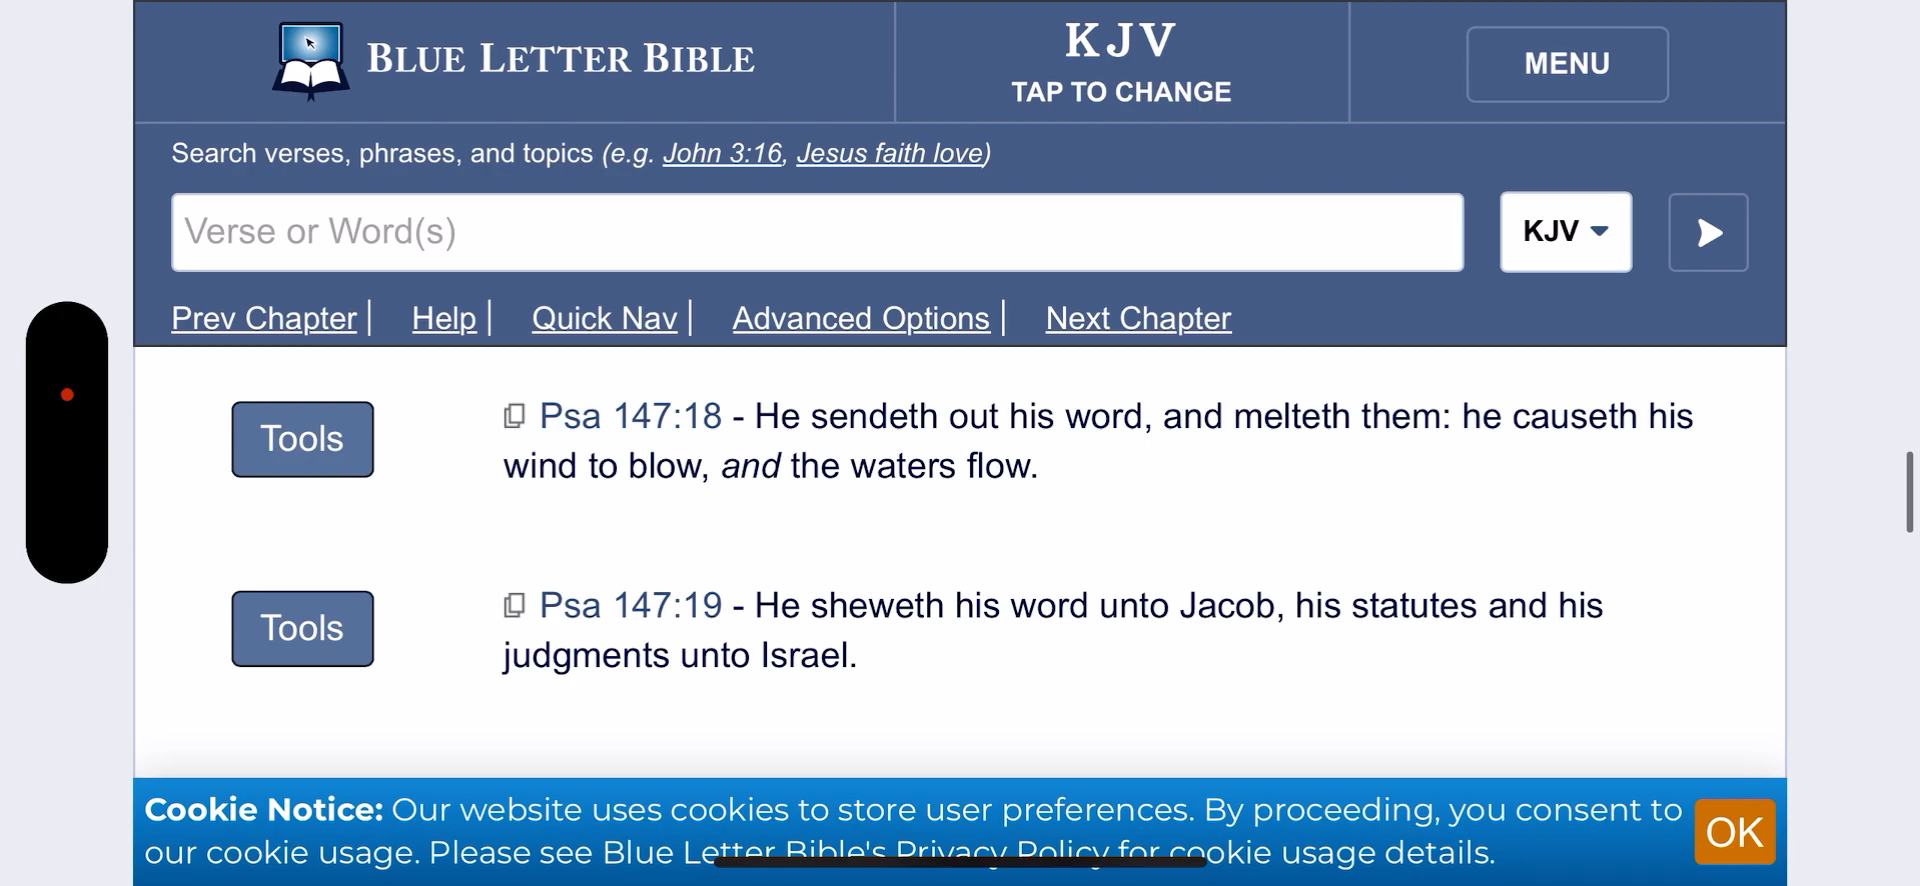 BLUE LETTER BIBLE
KJV
TAP TO CHANGE
MENU
Search verses, phrases, and topics (e.g. John 3:16, Jesus faith love)
Verse or Word(s)
KJV
Prev Chapter | Help | Quick Nav | Advanced Options | Next Chapter
Tools
Psa 147:18 - He sendeth out his word, and melteth them: he causeth his
wind to blow, and the waters flow.
Tools
Psa 147:19 - He sheweth his word unto Jacob, his statutes and his
judgments unto Israel.
Cookie Notice: Our website uses cookies to store user preferences. By proceeding, you consent to
our cookie usage. Please see Blue Letter Bible's Privacy Policy for cookie usage details.
OK